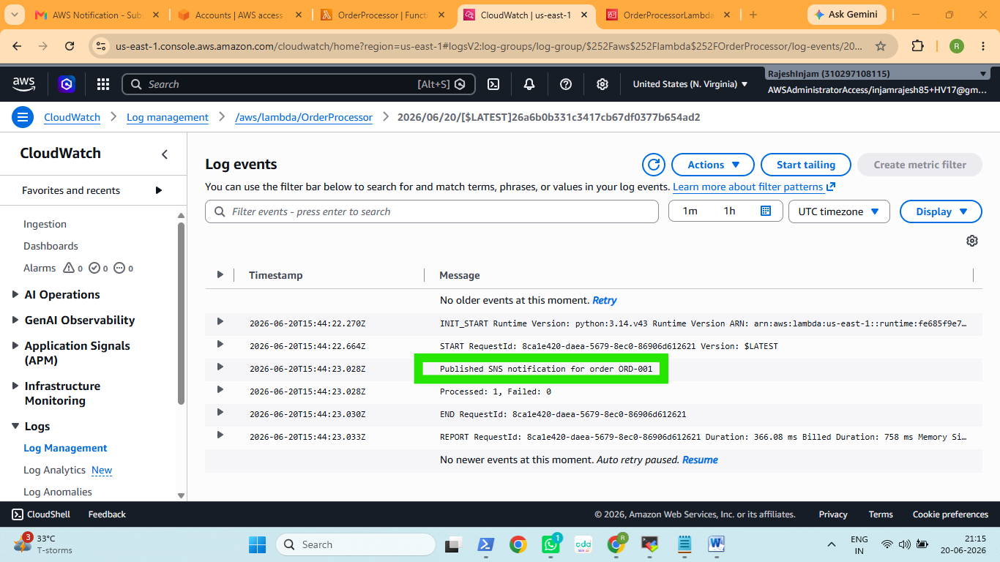 AWS Notification - Sub
Accounts | AWS access
OrderProcessor | Functi
CloudWatch | us-east-1
OrderProcessorLambda
Ask Gemini
us-east-1.console.aws.amazon.com/cloudwatch/home?region=us-east-1#logsV2:log-groups/log-group/$252Faws$252Flambda$252FOrderProcessor/log-events/20...
R
aws
Search
[Alt+S]
United States (N. Virginia)
RajeshInjam (310297108115)
AWSAdministratorAccess/injamrajesh85+HV17@gm...
CloudWatch
Log management
/aws/lambda/OrderProcessor
2026/06/20/[$LATEST]26a6b0b331c3417cb67df0377b654ad2
CloudWatch
Favorites and recents
Ingestion
Dashboards
Alarms 0 0 0
AI Operations
GenAI Observability
Application Signals
(APM)
Infrastructure
Monitoring
Logs
Log Management
Log Analytics New
Log Anomalies
Log events
Actions
Start tailing
Create metric filter
You can use the filter bar below to search for and match terms, phrases, or values in your log events. Learn more about filter patterns
Filter events - press enter to search
1m
1h
UTC timezone
Display
Timestamp
Message
No older events at this moment. Retry
2026-06-20T15:44:22.270Z INIT_START Runtime Version: python:3.14.v43 Runtime Version ARN: arn:aws:lambda:us-east-1::runtime:fe685f9e7...
2026-06-20T15:44:22.664Z START RequestId: 8ca1e420-daea-5679-8ec0-86906d612621 Version: $LATEST
2026-06-20T15:44:23.028Z Published SNS notification for order ORD-001
2026-06-20T15:44:23.028Z Processed: 1, Failed: 0
2026-06-20T15:44:23.030Z END RequestId: 8ca1e420-daea-5679-8ec0-86906d612621
2026-06-20T15:44:23.033Z REPORT RequestId: 8ca1e420-daea-5679-8ec0-86906d612621 Duration: 366.08 ms Billed Duration: 758 ms Memory Si...
No newer events at this moment. Auto retry paused. Resume
CloudShell
Feedback
© 2026, Amazon Web Services, Inc. or its affiliates.
Privacy
Terms
Cookie preferences
3
33°C
T-storms
Search
1
R
ENG
IN
21:15
20-06-2026